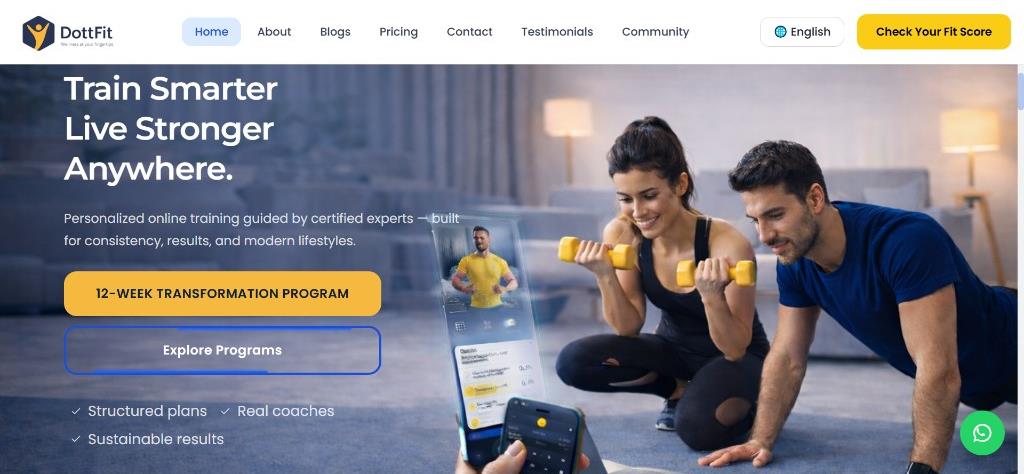 DottFit
Home
About
Blogs
Pricing
Contact
Testimonials
Community
English
Check Your Fit Score
Train Smarter
Live Stronger
Anywhere.
Personalized online training guided by certified experts — built
for consistency, results, and modern lifestyles.
12-WEEK TRANSFORMATION PROGRAM
Explore Programs
Structured plans
Real coaches
Sustainable results